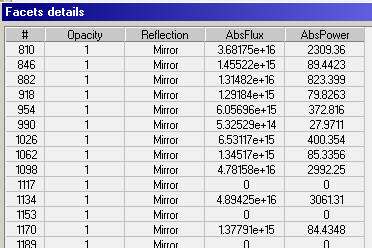 Facets details
# Opacity Reflection AbsFlux AbsPower
810 1 Mirror 3.68175e+16 2309.36
846 1 Mirror 1.45522e+15 89.4423
882 1 Mirror 1.31482e+16 823.399
918 1 Mirror 1.29184e+15 79.8263
954 1 Mirror 6.05696e+15 372.816
990 1 Mirror 5.32529e+14 27.9711
1026 1 Mirror 6.53117e+15 400.354
1062 1 Mirror 1.34517e+15 85.3356
1098 1 Mirror 4.78158e+16 2992.25
1117 1 Mirror 0 0
1134 1 Mirror 4.89425e+16 3061.31
1153 1 Mirror 0 0
1170 1 Mirror 1.37791e+15 84.4348
1189 1 Mirror 0 0